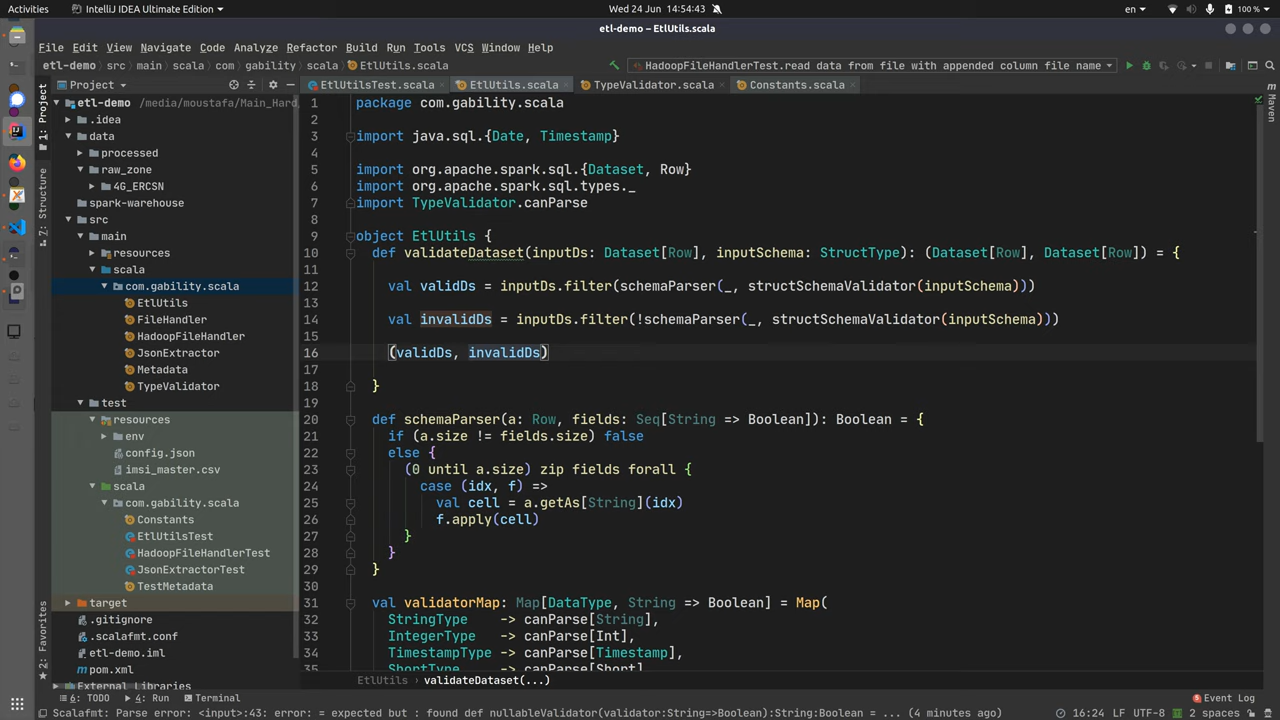 Activities
IntelliJ IDEA Ultimate Edition
Wed 24 Jun 14:54:43
en
100 %
etl-demo – EtlUtils.scala
File Edit View Navigate Code Analyze Refactor Build Run Tools VCS Window Help
etl-demo src main scala com gability scala EtlUtils.scala
HadoopFileHandlerTest.read data from file with appended column file name
Project
EtlUtilsTest.scala EtlUtils.scala TypeValidator.scala Constants.scala
1: Project
7: Structure
2: Favorites
Maven
etl-demo /media/moustafa/Main_Hard
.idea
data
processed
raw_zone
4G_ERCSN
spark-warehouse
src
main
resources
scala
com.gability.scala
EtlUtils
FileHandler
HadoopFileHandler
JsonExtractor
Metadata
TypeValidator
test
resources
env
config.json
imsi_master.csv
scala
com.gability.scala
Constants
EtlUtilsTest
HadoopFileHandlerTest
JsonExtractorTest
TestMetadata
target
.gitignore
.scalafmt.conf
etl-demo.iml
pom.xml
External Libraries
1 package com.gability.scala
2
3 import java.sql.{Date, Timestamp}
4
5 import org.apache.spark.sql.{Dataset, Row}
6 import org.apache.spark.sql.types._
7 import TypeValidator.canParse
8
9 object EtlUtils {
10 def validateDataset(inputDs: Dataset[Row], inputSchema: StructType): (Dataset[Row], Dataset[Row]) = {
11
12 val validDs = inputDs.filter(schemaParser(_, structSchemaValidator(inputSchema)))
13
14 val invalidDs = inputDs.filter(!schemaParser(_, structSchemaValidator(inputSchema)))
15
16 (validDs, invalidDs)
17
18 }
19
20 def schemaParser(a: Row, fields: Seq[String => Boolean]): Boolean = {
21 if (a.size != fields.size) false
22 else {
23 (0 until a.size) zip fields forall {
24 case (idx, f) =>
25 val cell = a.getAs[String](idx)
26 f.apply(cell)
27 }
28 }
29 }
30
31 val validatorMap: Map[DataType, String => Boolean] = Map(
32 StringType -> canParse[String],
33 IntegerType -> canParse[Int],
34 TimestampType -> canParse[Timestamp],
35 ShortType -> canParse[Short],
EtlUtils validateDataset(...)
6: TODO 4: Run Terminal
Event Log
Scalafmt: Parse error: <input>:43: error: = expected but : found def nullableValidator(validator:String=>Boolean):String:Boolean = ... (4 minutes ago)
16:24 LF UTF-8 2 spaces